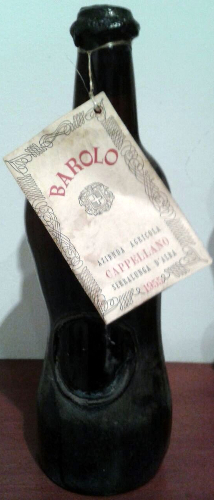 BAROLO
AZIENDA AGRICOLA
CAPPELLANO
SERRALUNGA D'ALBA